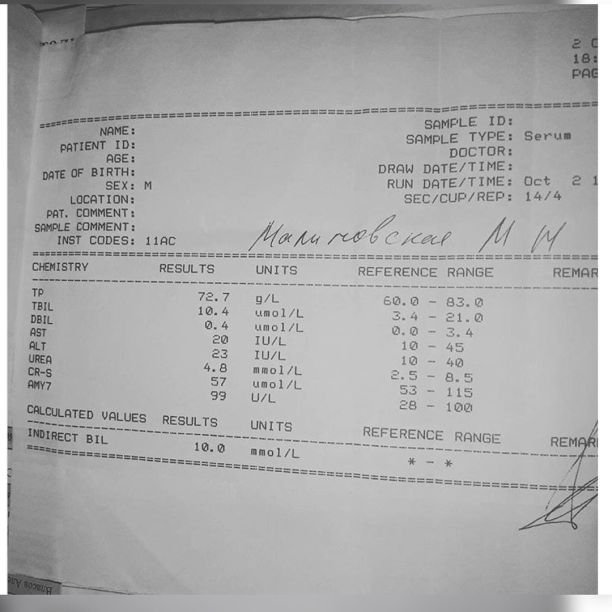 2
18:
PAG
NAME:
PATIENT ID:
AGE:
DATE OF BIRTH:
SEX: M
LOCATION:
PAT. COMMENT:
SAMPLE COMMENT:
INST CODES: 11AC
SAMPLE ID:
SAMPLE TYPE: Serum
DOCTOR:
DRAW DATE/TIME:
RUN DATE/TIME: Oct 2 1
SEC/CUP/REP: 14/4
Малиновская М И
CHEMISTRY RESULTS UNITS REFERENCE RANGE REMAR
TP 72.7 g/L 60.0 - 83.0
TBIL 10.4 umol/L 3.4 - 21.0
DBIL 0.4 umol/L 0.0 - 3.4
AST 20 IU/L 10 - 45
ALT 23 IU/L 10 - 40
UREA 4.8 mmol/L 2.5 - 8.5
CR-S 57 umol/L 53 - 115
AMY7 99 U/L 28 - 100
CALCULATED VALUES RESULTS UNITS REFERENCE RANGE REMAR
INDIRECT BIL 10.0 mmol/L * - *
Власов Але